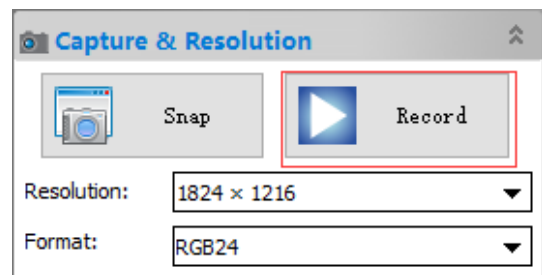 Capture & Resolution
Snap
Record
Resolution:
1824 × 1216
Format:
RGB24